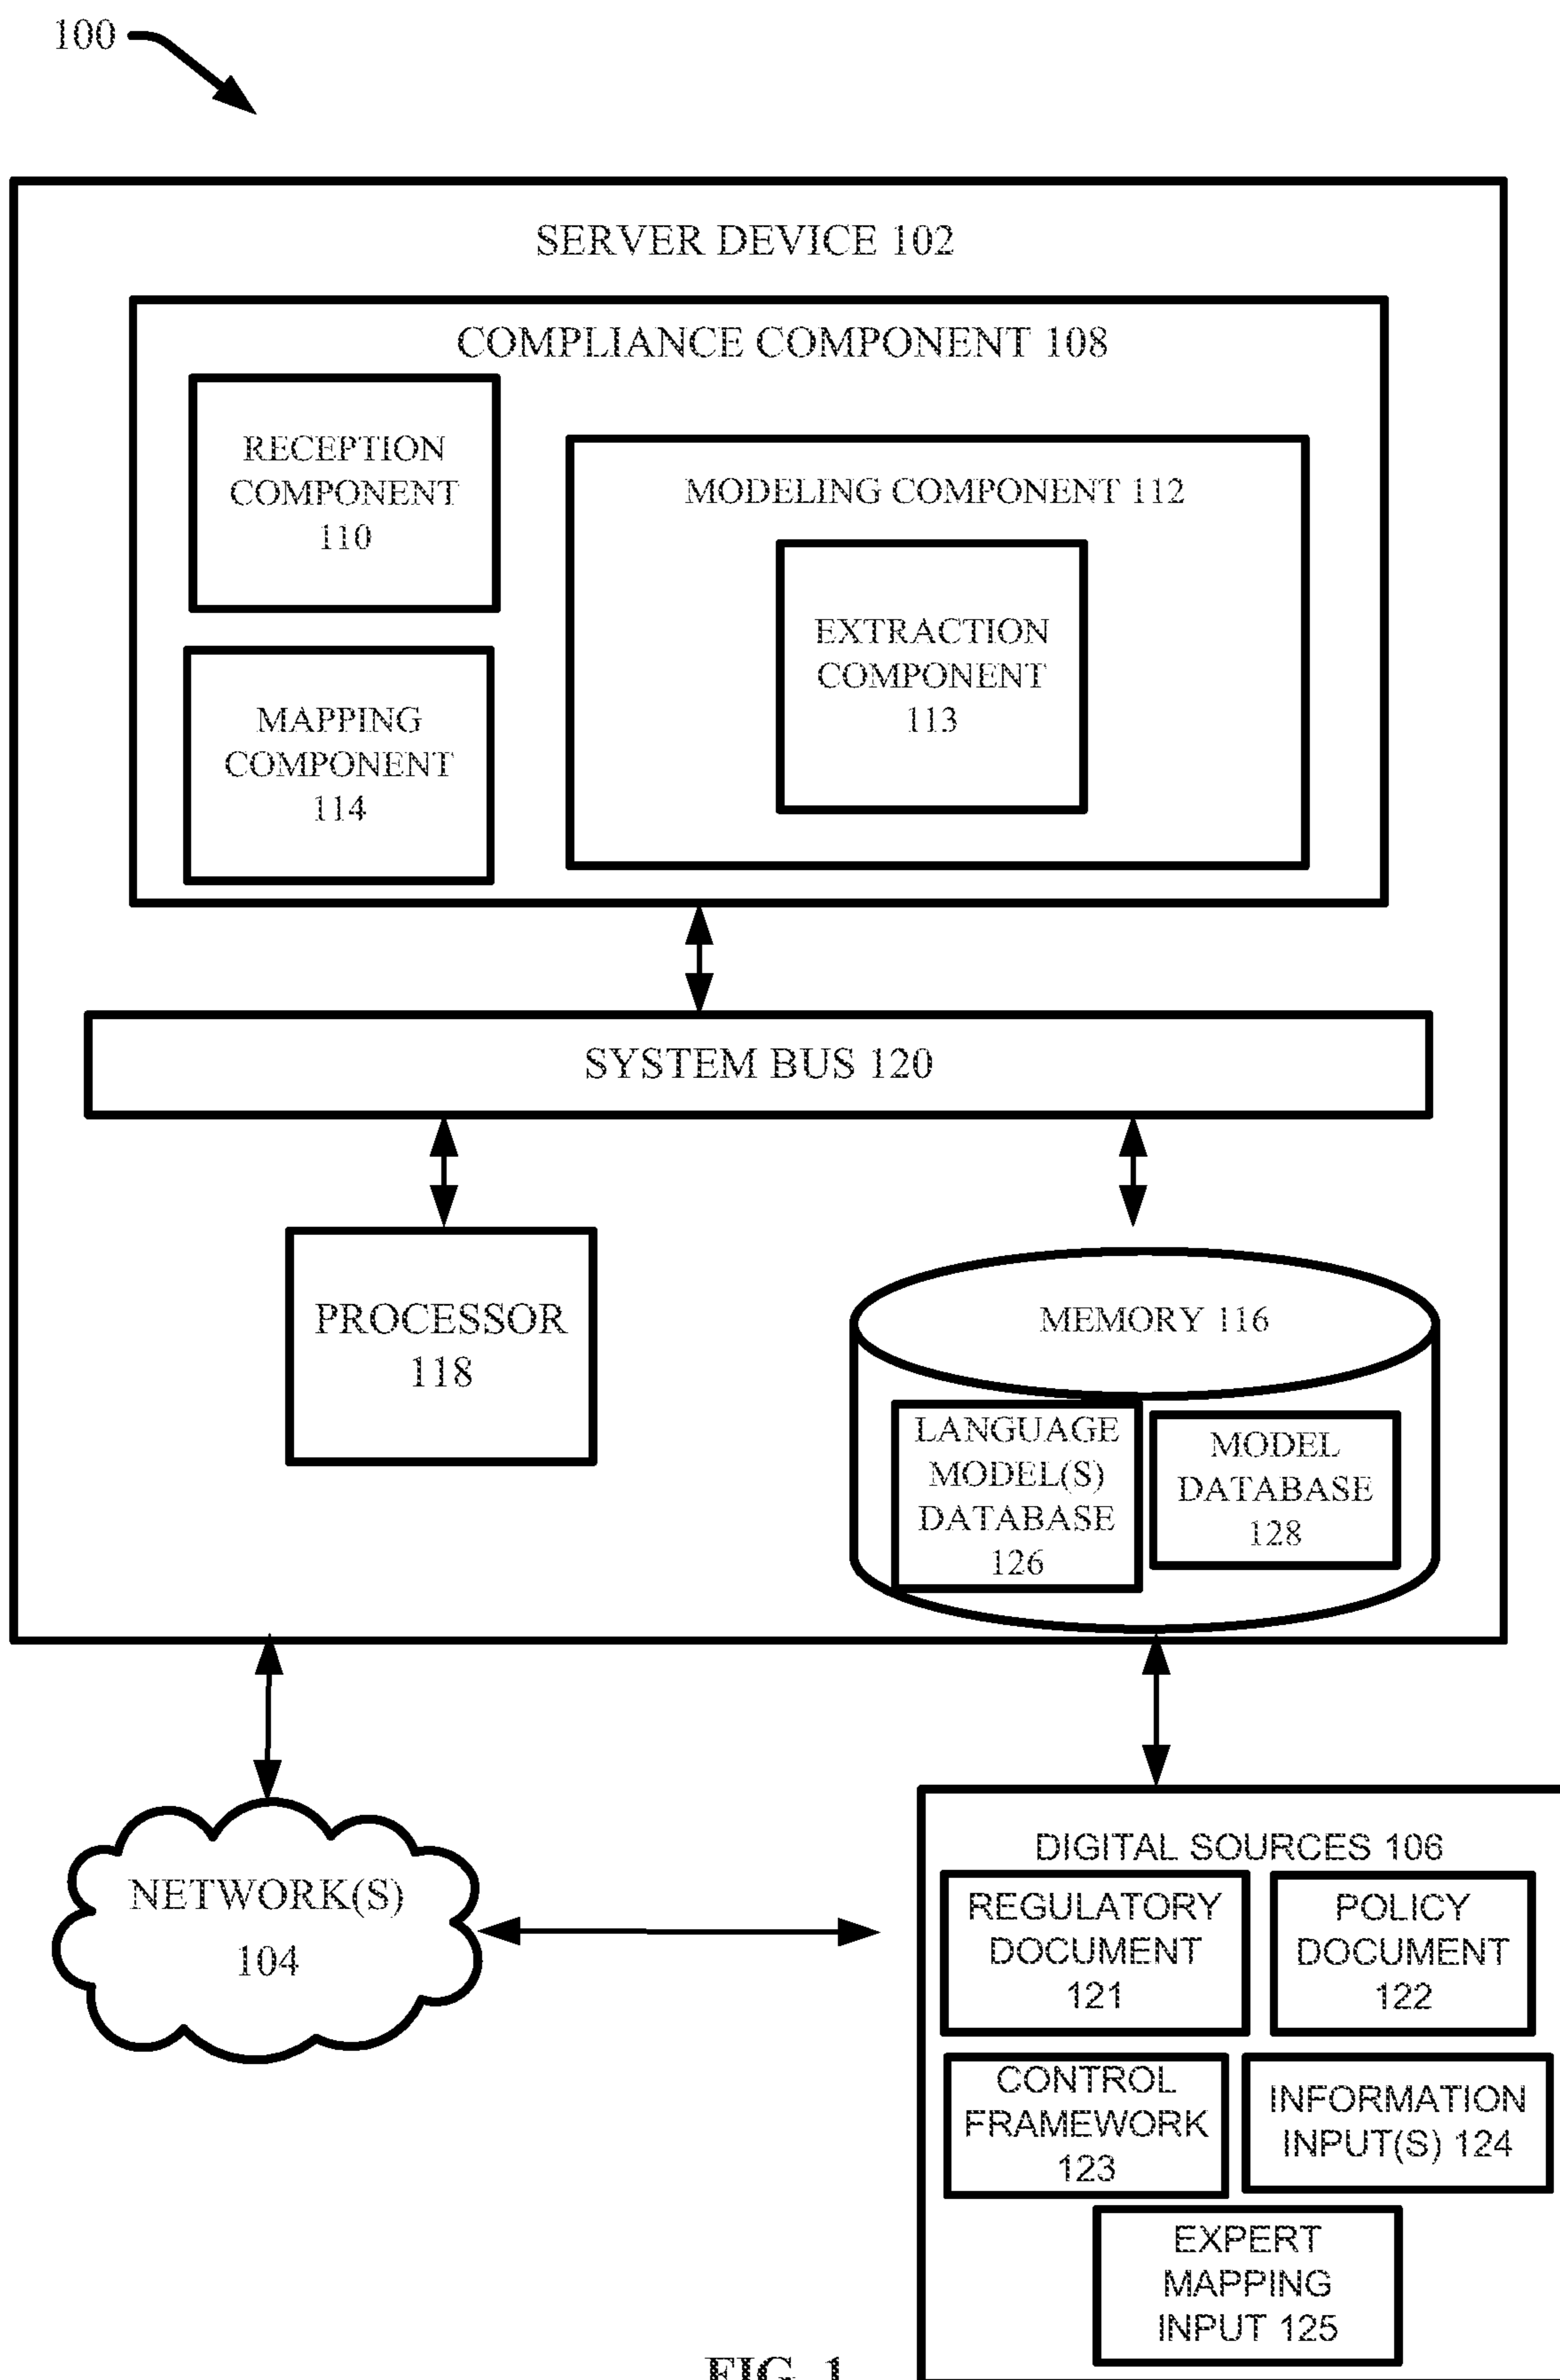 100
SERVER DEVICE 102
COMPLIANCE COMPONENT 108
RECEPTION
COMPONENT
110
MODELING COMPONENT 112
EXTRACTION
COMPONENT
113
MAPPING
COMPONENT
114
SYSTEM BUS 120
PROCESSOR
118
MEMORY 116
LANGUAGE
MODEL(S)
DATABASE
126
MODEL
DATABASE
128
NETWORK(S)
104
DIGITAL SOURCES 106
REGULATORY
DOCUMENT
121
POLICY
DOCUMENT
122
CONTROL
FRAMEWORK
123
INFORMATION
INPUT(S) 124
EXPERT
MAPPING
INPUT 125
FIG. 1